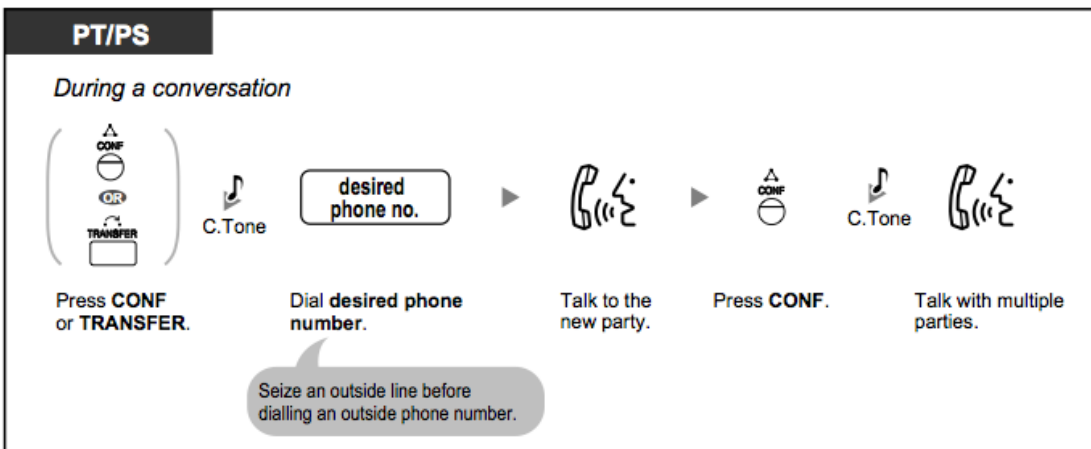 PT/PS
During a conversation
CONF
OR
TRANSFER
C.Tone
desired
phone no.
CONF
C.Tone
Press CONF
or TRANSFER.
Dial desired phone
number.
Talk to the
new party.
Press CONF.
Talk with multiple
parties.
Seize an outside line before
dialling an outside phone number.